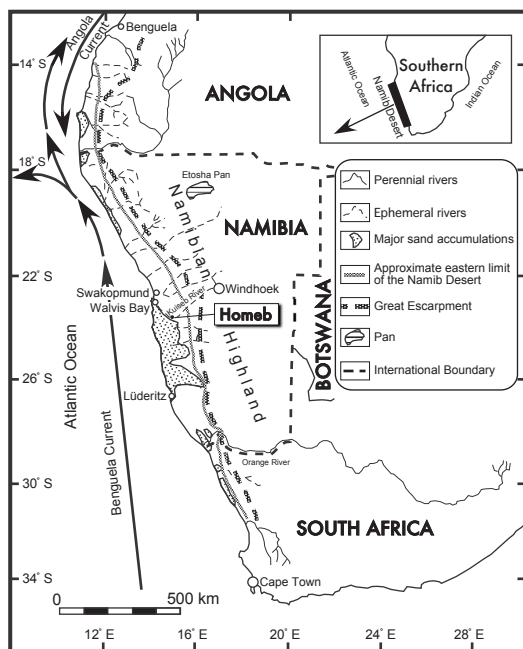 Angola
Current
Benguela
14° S
ANGOLA
Atlantic Ocean
Namib Desert
Southern
Africa
Indian Ocean
18° S
Etosha Pan
Namibian
Highland
NAMIBIA
22° S
Swakopmund
Walvis Bay
Kuiseb River
Windhoek
Homeb
BOTSWANA
Perennial rivers
Ephemeral rivers
Major sand accumulations
Approximate eastern limit
of the Namib Desert
Great Escarpment
Pan
International Boundary
Atlantic Ocean
26° S
Lüderitz
Benguela Current
Orange River
30° S
SOUTH AFRICA
34° S
Cape Town
0
500 km
12° E
16° E
20° E
24° E
28° E